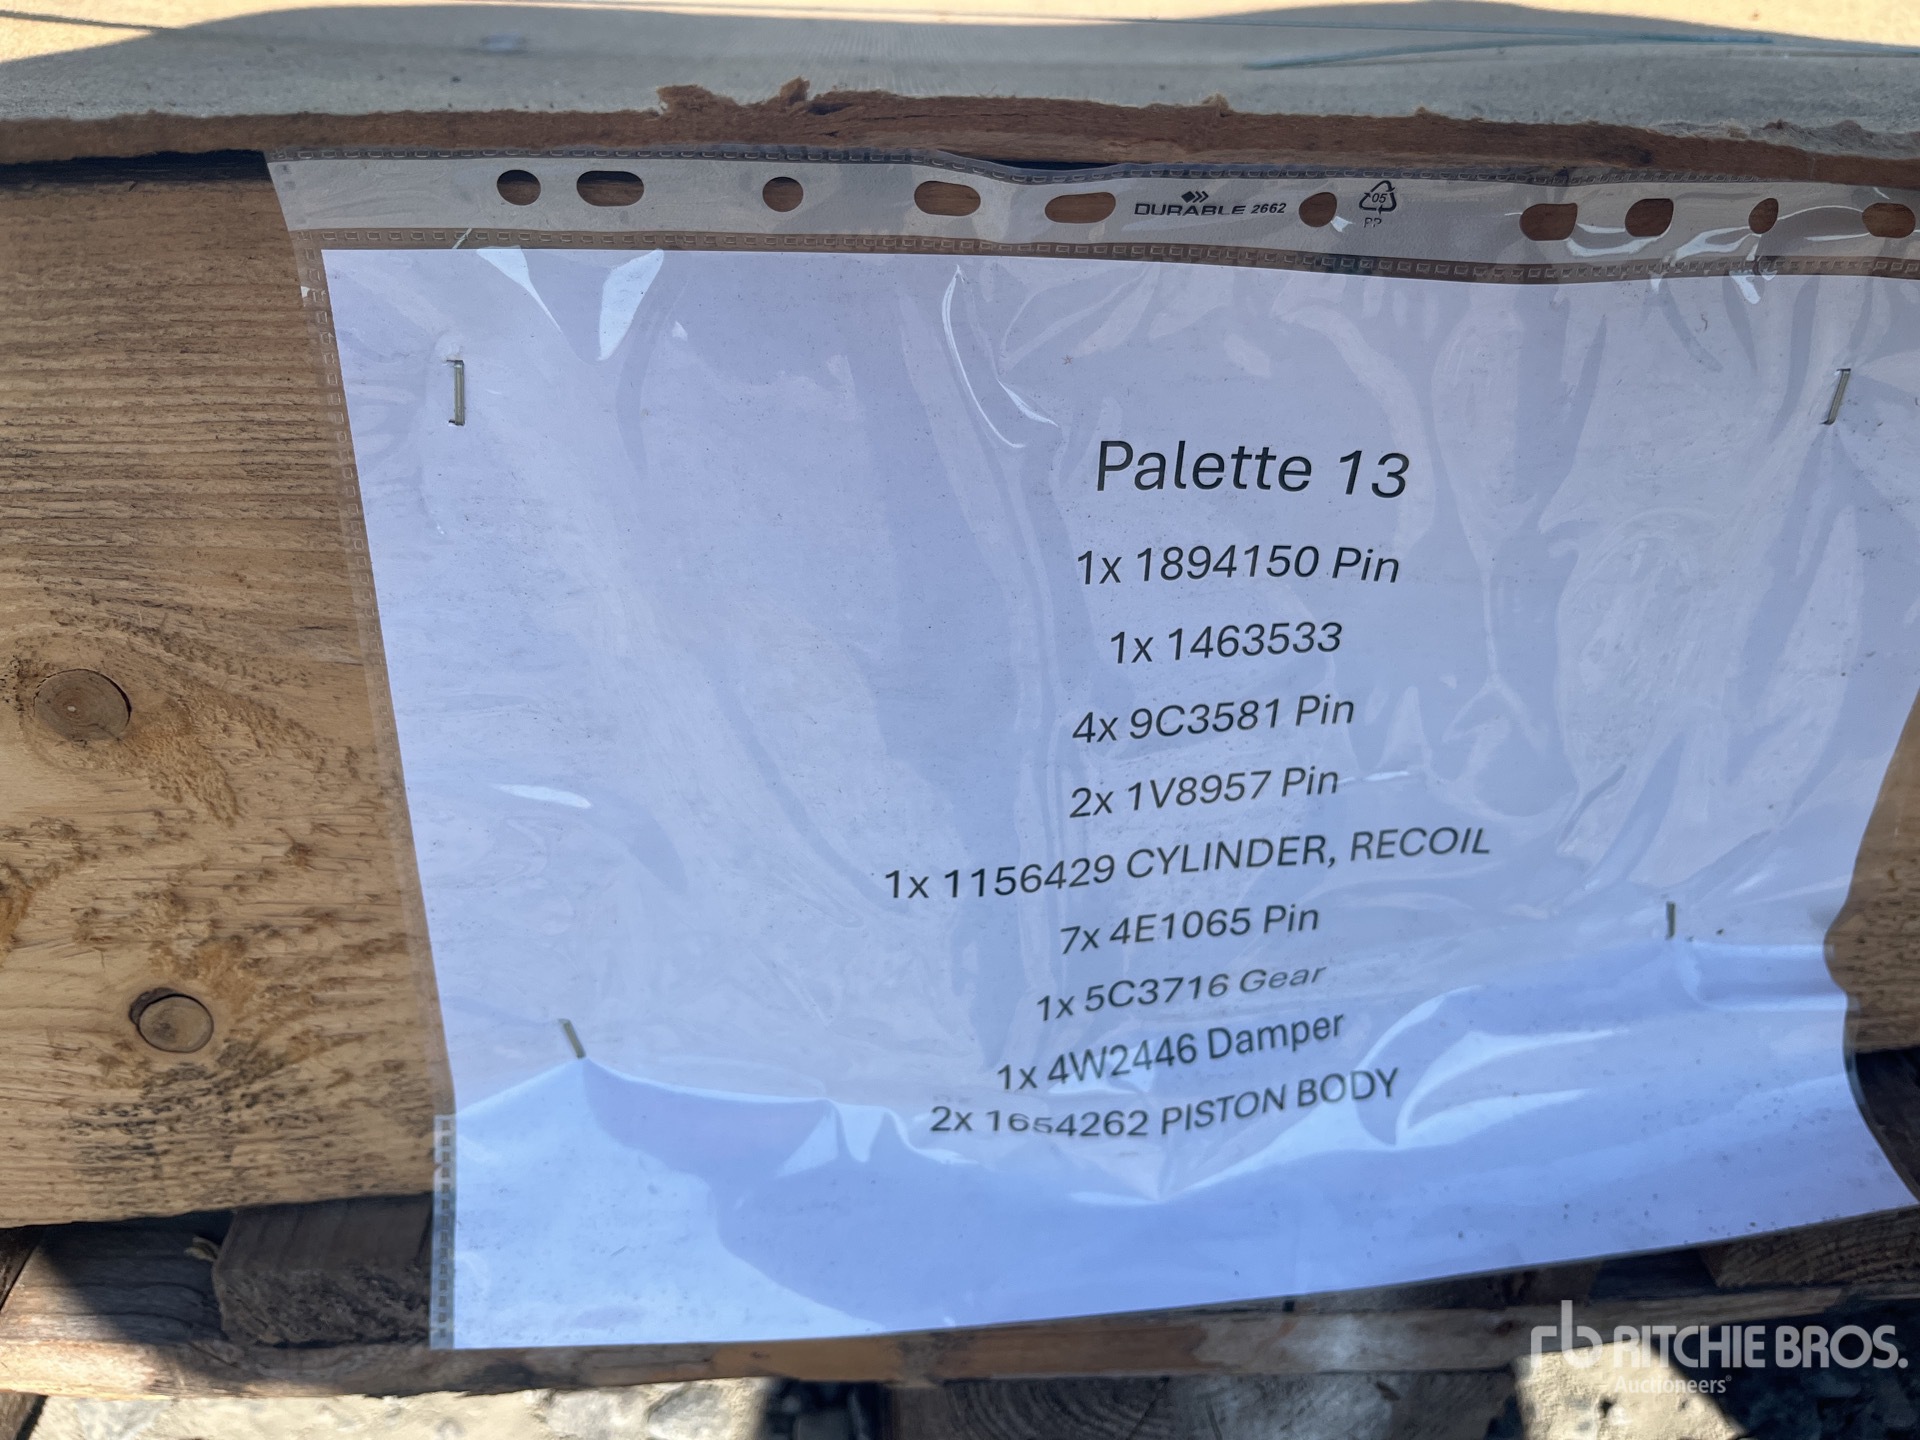 DURABLE 2662
05
PP
Palette 13
1x 1894150 Pin
1x 1463533
4x 9C3581 Pin
2x 1V8957 Pin
1x 1156429 CYLINDER, RECOIL
7x 4E1065 Pin
1x 5C3716 Gear
1x 4W2446 Damper
2x 1654262 PISTON BODY
rb RITCHIE BROS.
Auctioneers®